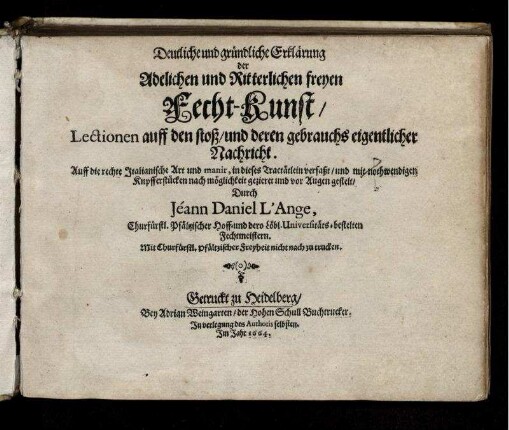 Deutliche und gründliche Erklärung
der
Adelichen und Ritterlichen freyen
Fecht-Kunst/
Lectionen auff den stoß/und deren gebrauchs eigentlicher
Nachricht.
Auff die rechte Italianische Art und manir, in dieses Tractätlein verfaßt/und mit nothwendigen
Kupfferstücken nach möglichkeit gezieret und vor Augen gestelt/
Durch
Jéann Daniel L'Ange,
Churfürstl. Pfältzischer Hoff-und dero Löbl. Universitäts-bestelten
Fechtmeistern.
Mit Churfürstl. Pfältzischer Freyheit nicht nach zu trucken.
Getruckt zu Heidelberg/
Bey Adrian Weingarten/der Hohen Schull Buchtrucker,
In verlegung des Authoris selbsten.
Im Jahr 1664.